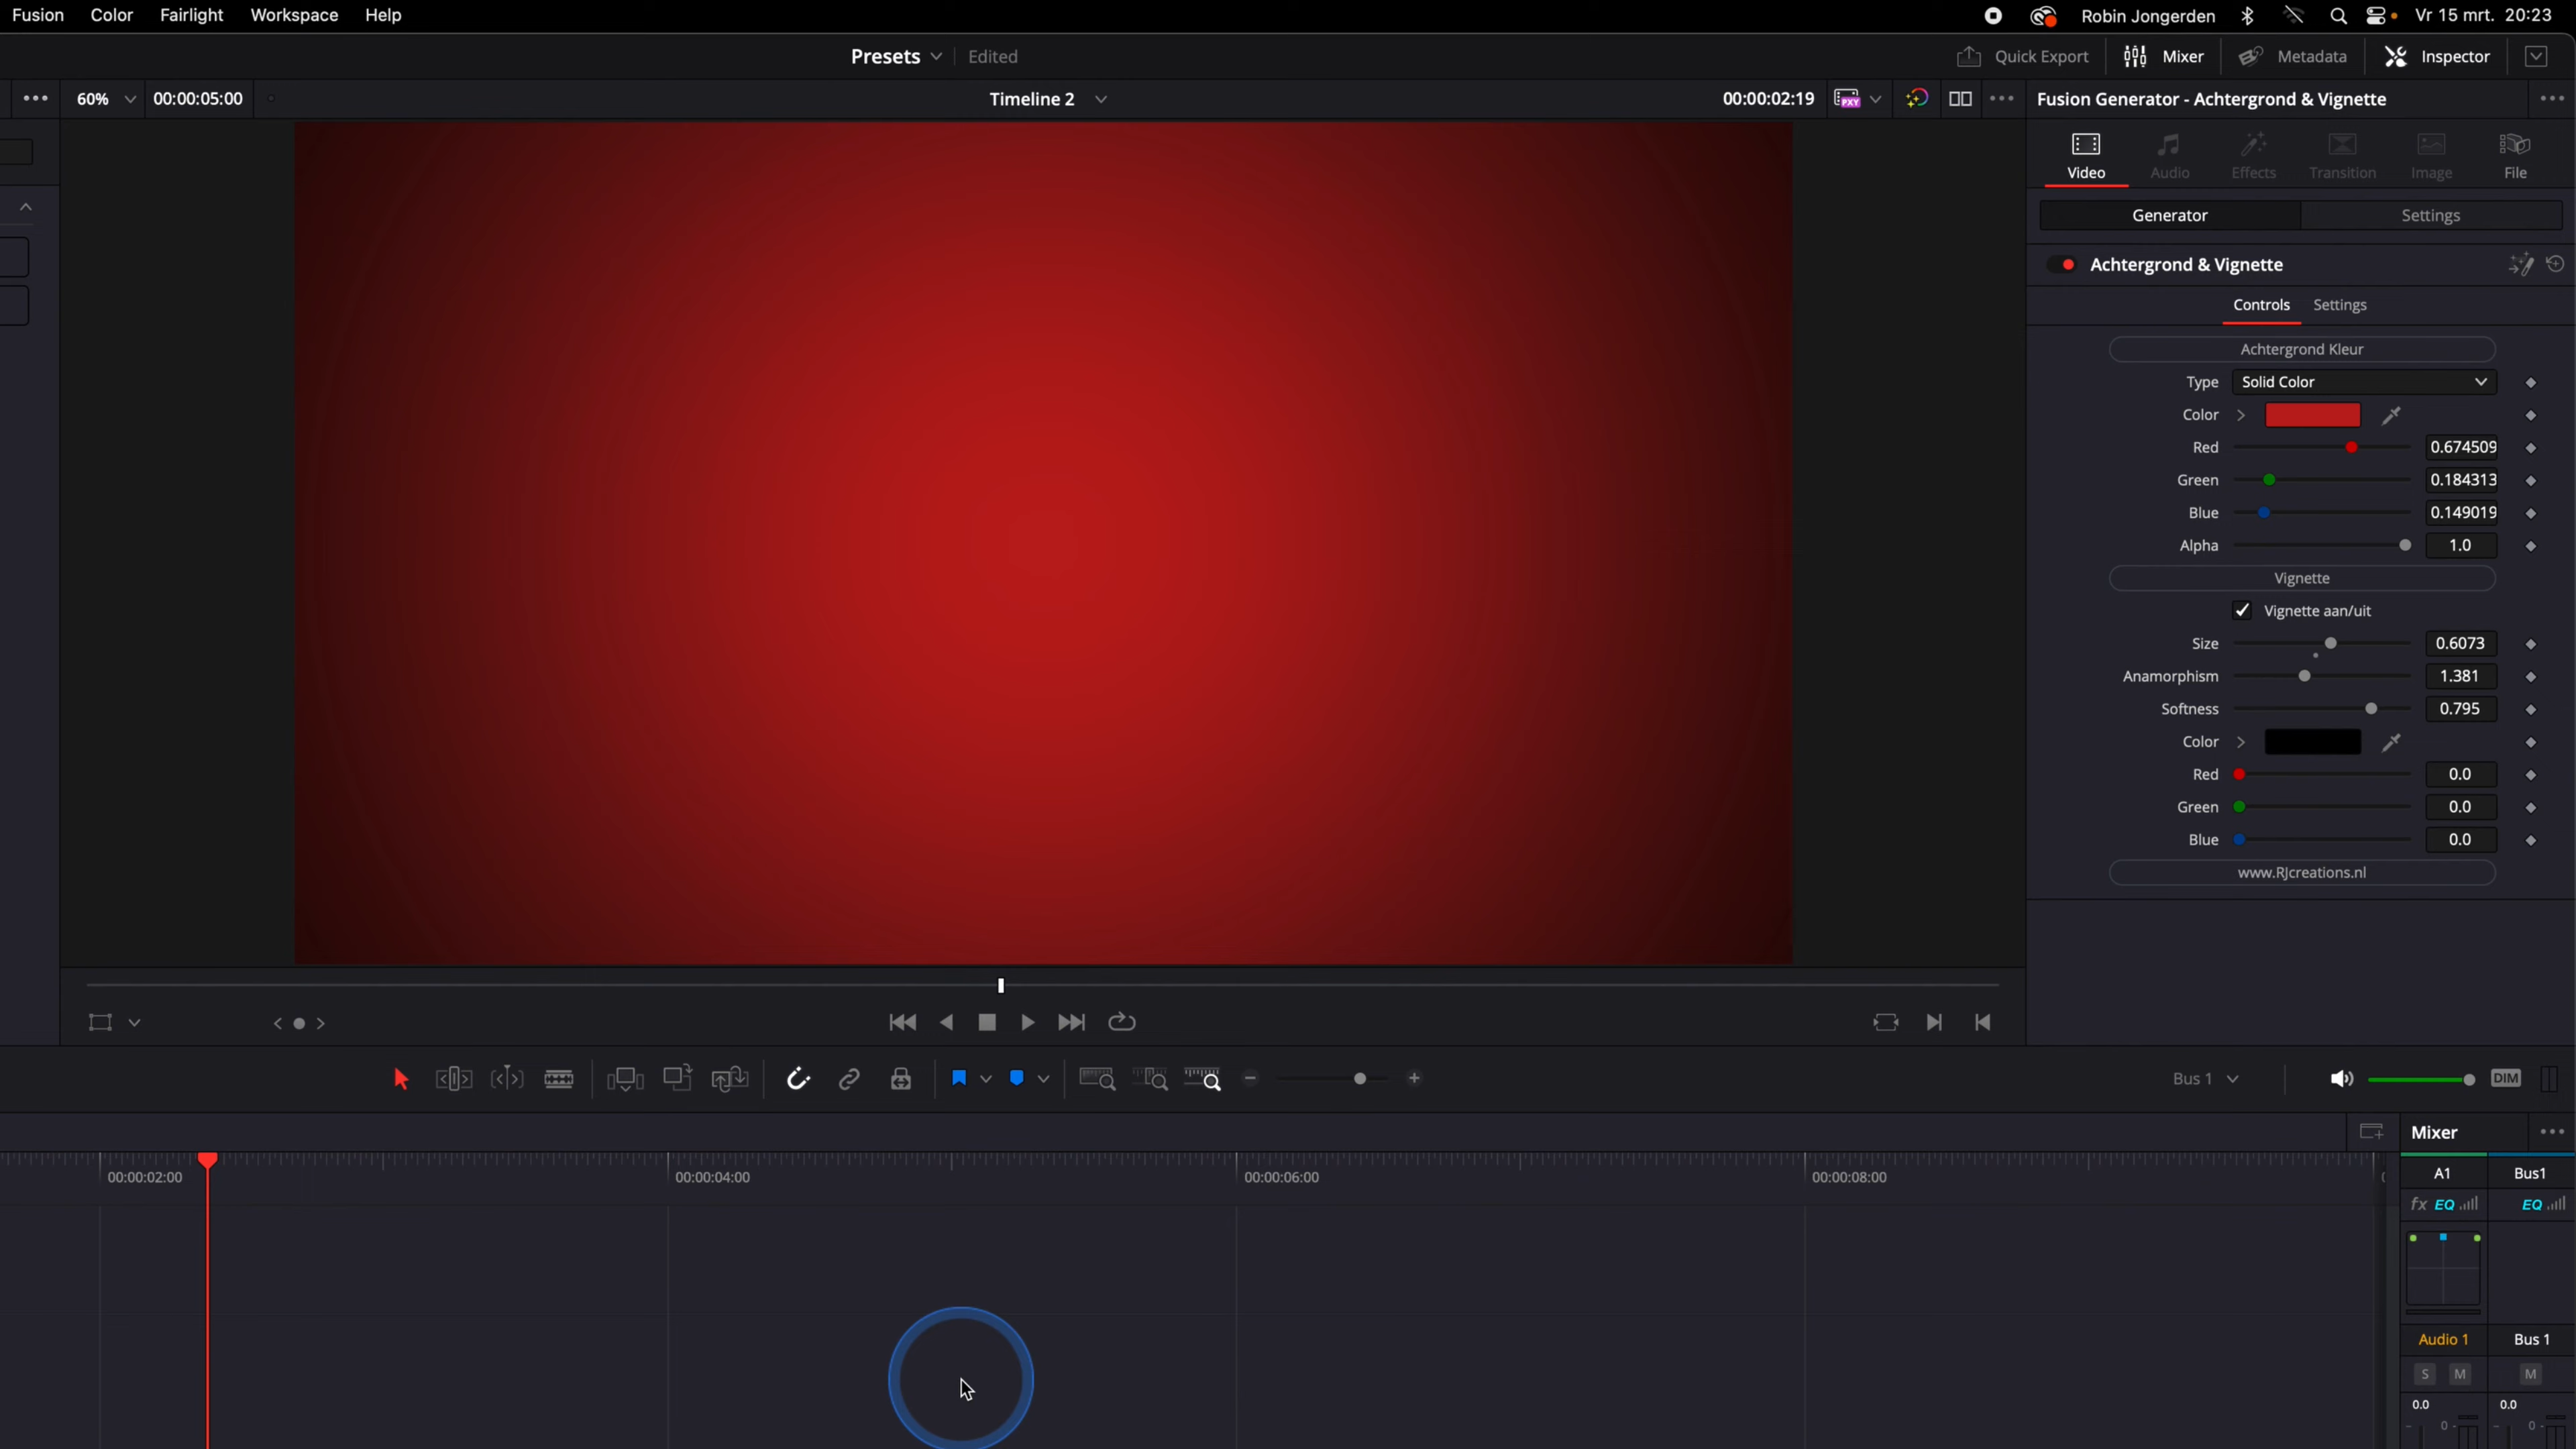 Fusion Color Fairlight Workspace Help Robin Jongerden Vr 15 mrt. 20:23
Presets Edited Quick Export Mixer Metadata Inspector
60% 00:00:05:00 Timeline 2 00:00:02:19 PXY Fusion Generator - Achtergrond & Vignette
Video Audio Effects Transition Image File
Generator Settings
Achtergrond & Vignette
Controls Settings
Achtergrond Kleur
Type Solid Color
Color
Red 0.674509
Green 0.184313
Blue 0.149019
Alpha 1.0
Vignette
Vignette aan/uit
Size 0.6073
Anamorphism 1.381
Softness 0.795
Color
Red 0.0
Green 0.0
Blue 0.0
www.RJcreations.nl
Bus 1 DIM
Mixer
00:00:02:00 00:00:04:00 00:00:06:00 00:00:08:00
A1 Bus1
fx EQ EQ
Audio 1 Bus 1
S M M
0.0 0.0
0 0